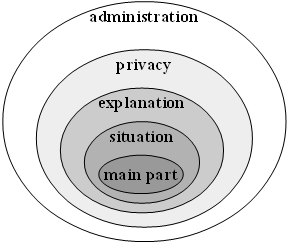 administration
privacy
explanation
situation
main part